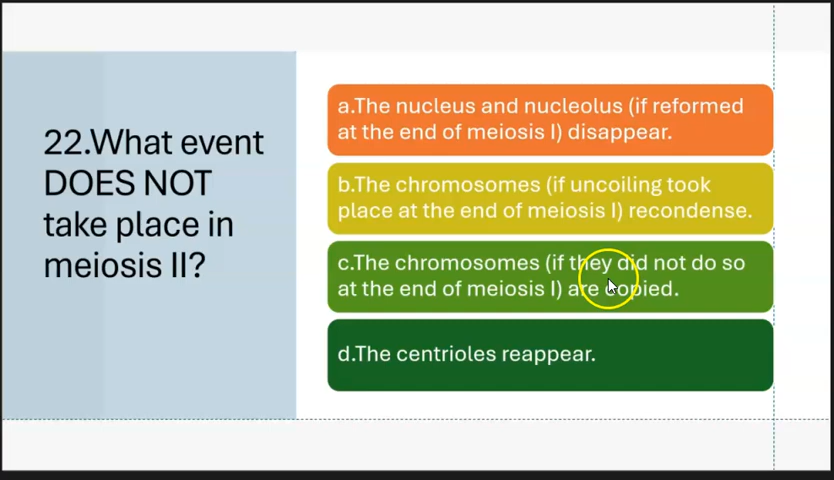 22.What event
DOES NOT
take place in
meiosis II?
a.The nucleus and nucleolus (if reformed
at the end of meiosis I) disappear.
b.The chromosomes (if uncoiling took
place at the end of meiosis I) recondense.
c.The chromosomes (if they did not do so
at the end of meiosis I) are copied.
d.The centrioles reappear.